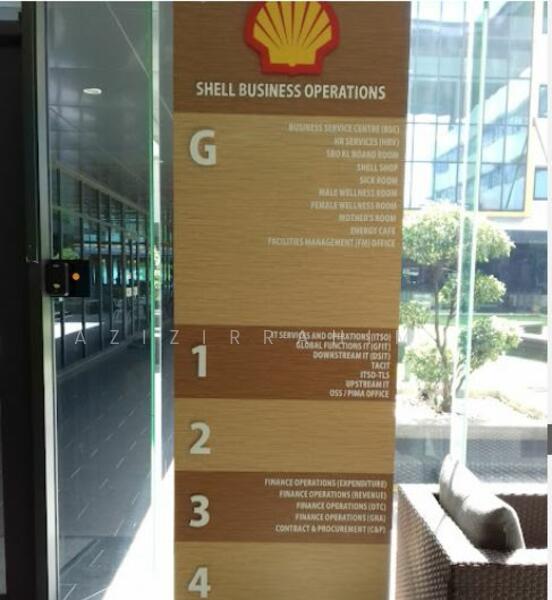 SHELL BUSINESS OPERATIONS
G
BUSINESS SERVICE CENTRE (BSC)
HR SERVICES (HRV)
SBO KL BOARD ROOM
SHELL SHOP
SICK ROOM
MALE WELLNESS ROOM
FEMALE WELLNESS ROOM
MOTHER'S ROOM
ENERGY CAFE
FACILITIES MANAGEMENT (FM) OFFICE
1
IT SERVICES AND OPERATIONS (ITSO)
GLOBAL FUNCTIONS IT (GFIT)
DOWNSTREAM IT (DSIT)
TACIT
ITSO-TLS
UPSTREAM IT
OSS / PIMA OFFICE
2
3
FINANCE OPERATIONS (EXPENDITURE)
FINANCE OPERATIONS (REVENUE)
FINANCE OPERATIONS (DTC)
FINANCE OPERATIONS (GRA)
CONTRACT & PROCUREMENT (C&P)
4